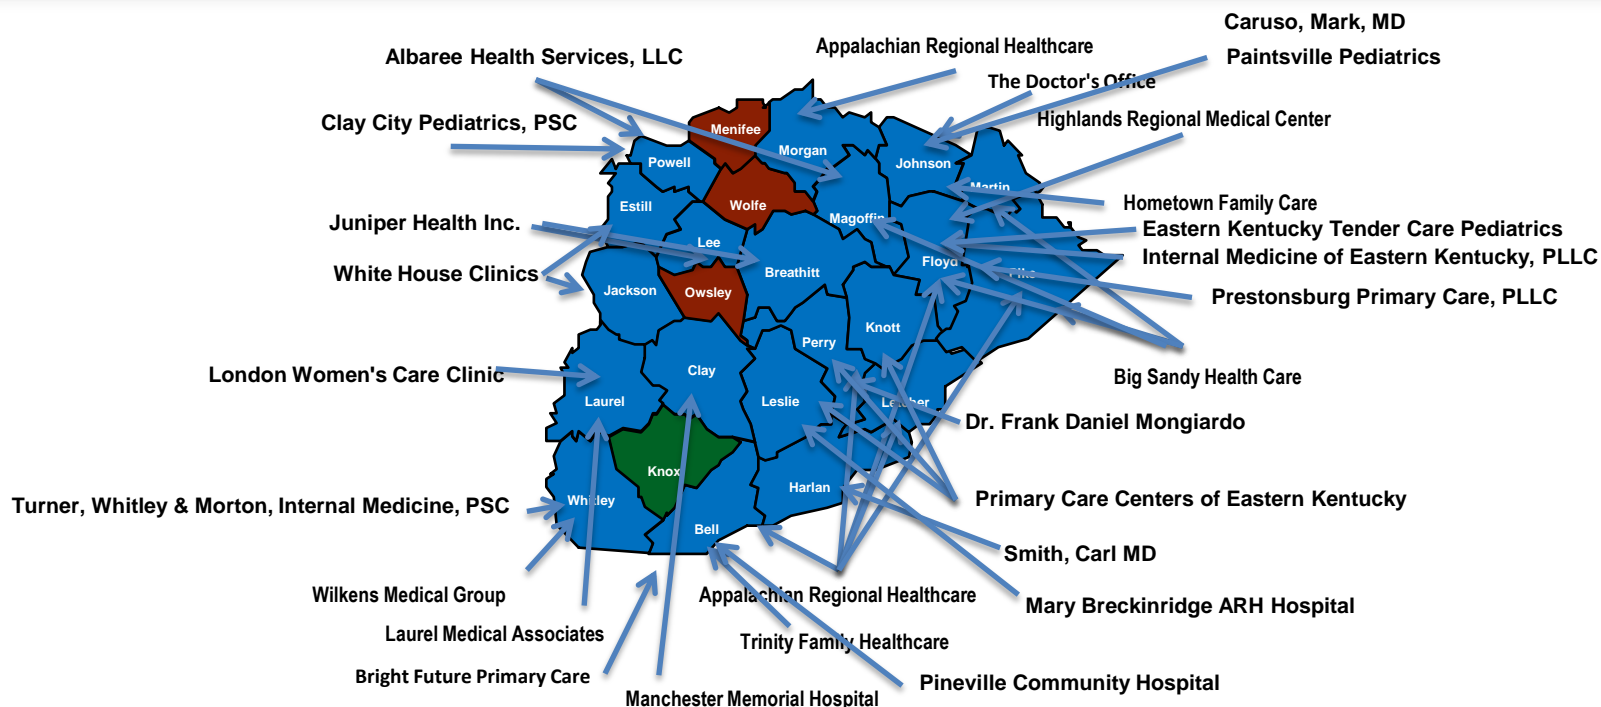 Caruso, Mark, MD
Appalachian Regional Healthcare
Albaree Health Services, LLC
Paintsville Pediatrics
The Doctor's Office
Clay City Pediatrics, PSC
Highlands Regional Medical Center
Menifee
Morgan
Powell
Johnson
Martin
Wolfe
Estill
Magoffin
Hometown Family Care
Juniper Health Inc.
Eastern Kentucky Tender Care Pediatrics
Lee
Internal Medicine of Eastern Kentucky, PLLC
Floyd
White House Clinics
Breathitt
Pike
Jackson
Owsley
Prestonsburg Primary Care, PLLC
Knott
Perry
London Women's Care Clinic
Clay
Big Sandy Health Care
Laurel
Leslie
Letcher
Dr. Frank Daniel Mongiardo
Knox
Harlan
Whitley
Primary Care Centers of Eastern Kentucky
Turner, Whitley & Morton, Internal Medicine, PSC
Bell
Smith, Carl MD
Wilkens Medical Group
Appalachian Regional Healthcare
Mary Breckinridge ARH Hospital
Laurel Medical Associates
Trinity Family Healthcare
Bright Future Primary Care
Pineville Community Hospital
Manchester Memorial Hospital